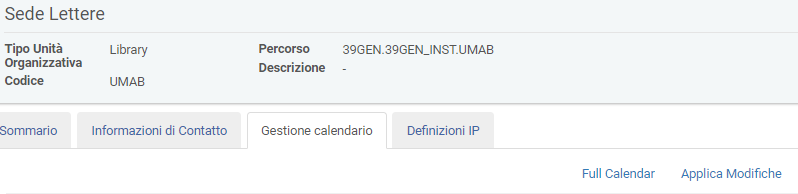 Sede Lettere
Tipo Unità Organizzativa Library Percorso 39GEN.39GEN_INST.UMAB
Descrizione -
Codice UMAB
Sommario Informazioni di Contatto Gestione calendario Definizioni IP
Full Calendar Applica Modifiche